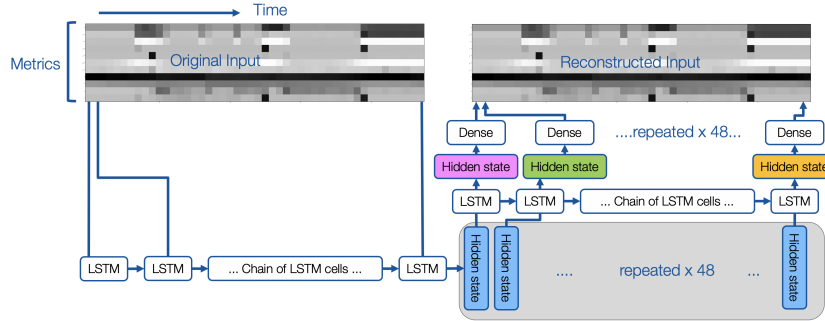 Time
Metrics
Original Input
Reconstructed Input
Dense
Dense
....repeated x 48...
Dense
Hidden state
Hidden state
Hidden state
LSTM
LSTM
... Chain of LSTM cells ...
LSTM
LSTM
LSTM
... Chain of LSTM cells ...
LSTM
Hidden state
Hidden state
....
repeated x 48
...
Hidden state